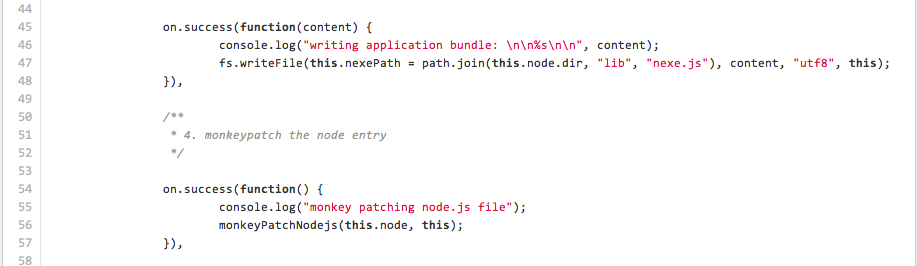 44
45 on.success(function(content) {
46 console.log("writing application bundle: \n\n%s\n\n", content);
47 fs.writeFile(this.nexePath = path.join(this.node.dir, "lib", "nexe.js"), content, "utf8", this);
48 }),
49
50 /**
51 * 4. monkeypatch the node entry
52 */
53
54 on.success(function() {
55 console.log("monkey patching node.js file");
56 monkeyPatchNodejs(this.node, this);
57 }),
58